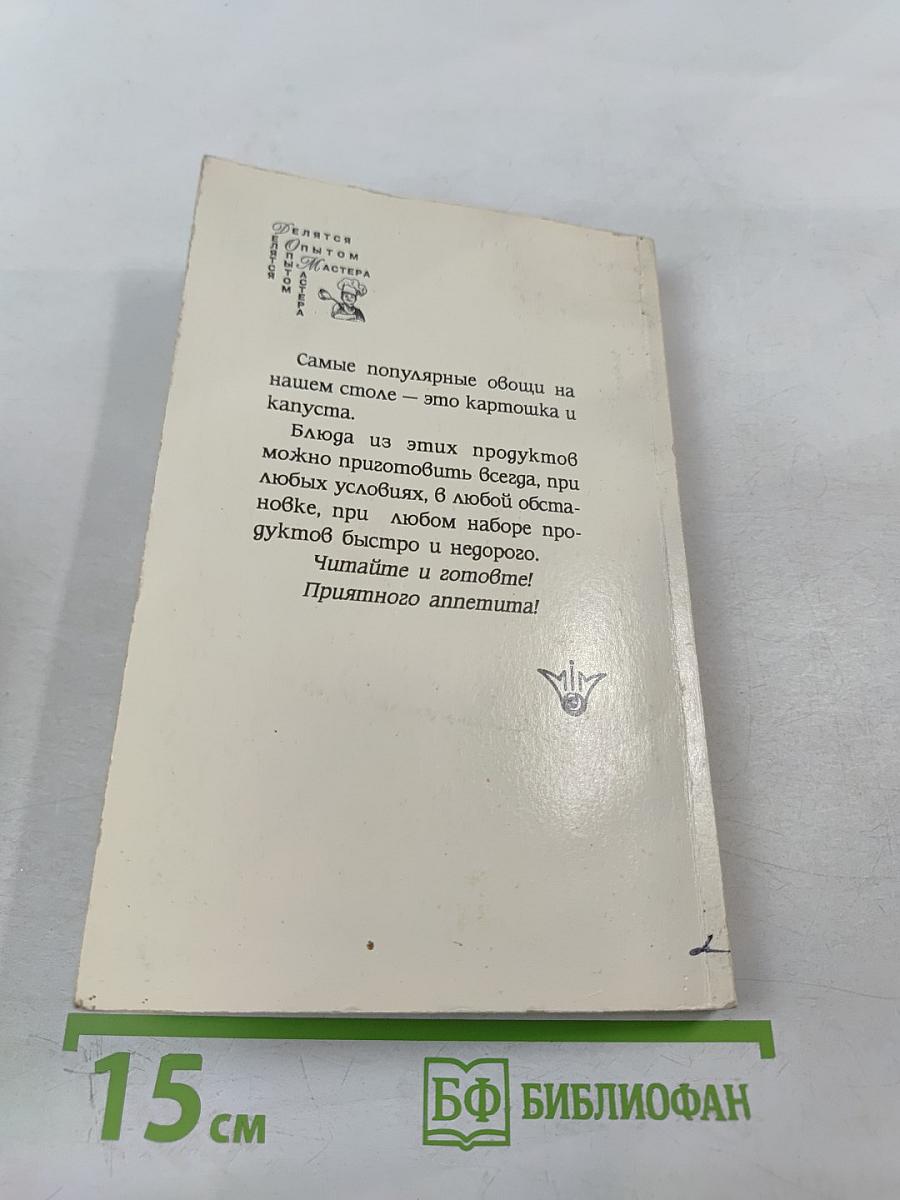 Делятся
Опытом
Мастера
Делятся
Опытом
Мастера
Самые популярные овощи на
нашем столе — это картошка и
капуста.
Блюда из этих продуктов
можно приготовить всегда, при
любых условиях, в любой обста-
новке, при любом наборе про-
дуктов быстро и недорого.
Читайте и готовте!
Приятного аппетита!
МiМ
15 см
БФ БИБЛИОФАН